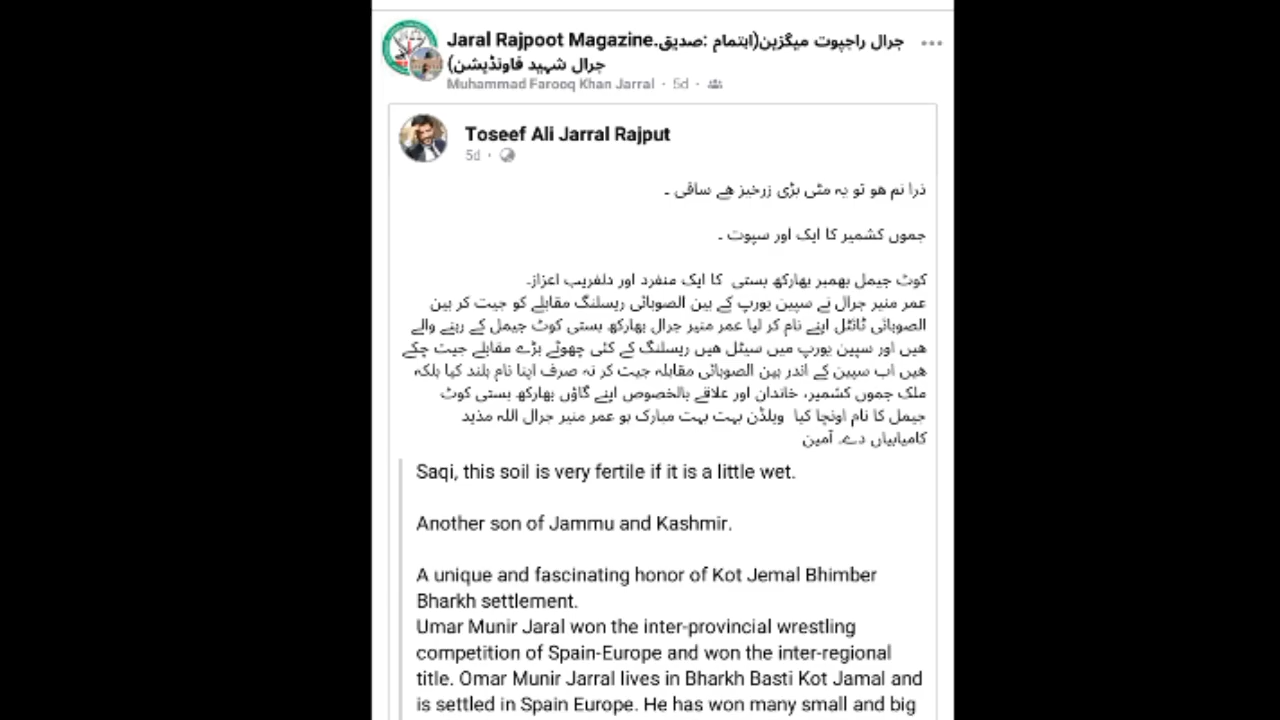 Jaral Rajpoot Magazine.جرال راجپوت میگزین(اہتمام :صدیق
جرال شہید فاونڈیشن)
Muhammad Farooq Khan Jarral · 5d ·
Toseef Ali Jarral Rajput
5d ·
ذرا نم ھو تو یہ مٹی بڑی زرخیز ھے ساقی ۔
جموں کشمیر کا ایک اور سپوت ۔
کوٹ جیمل بھمبر بھارکھ بستی کا ایک منفرد اور دلفریب اعزاز۔
عمر منیر جرال نے سپین یورپ کے بین الصوبائی ریسلنگ مقابلے کو جیت کر بین
الصوبائی ٹائٹل اپنے نام کر لیا عمر منیر جرال بھارکھ بستی کوٹ جیمل کے رہنے والے
ھیں اور سپین یورپ میں سیٹل ھیں ریسلنگ کے کئی چھوٹے بڑے مقابلے جیت چکے
ھیں اب سپین کے اندر بین الصوبائی مقابلہ جیت کر نہ صرف اپنا نام بلند کیا بلکہ
ملک جموں کشمیر، خاندان اور علاقے بالخصوص اپنے گاؤں بھارکھ بستی کوٹ
جیمل کا نام اونچا کیا ویلڈن بہت بہت مبارک ہو عمر منیر جرال اللہ مذید
کامیابیاں دے۔ آمین
Saqi, this soil is very fertile if it is a little wet.
Another son of Jammu and Kashmir.
A unique and fascinating honor of Kot Jemal Bhimber
Bharkh settlement.
Umar Munir Jaral won the inter-provincial wrestling
competition of Spain-Europe and won the inter-regional
title. Omar Munir Jarral lives in Bharkh Basti Kot Jamal and
is settled in Spain Europe. He has won many small and big